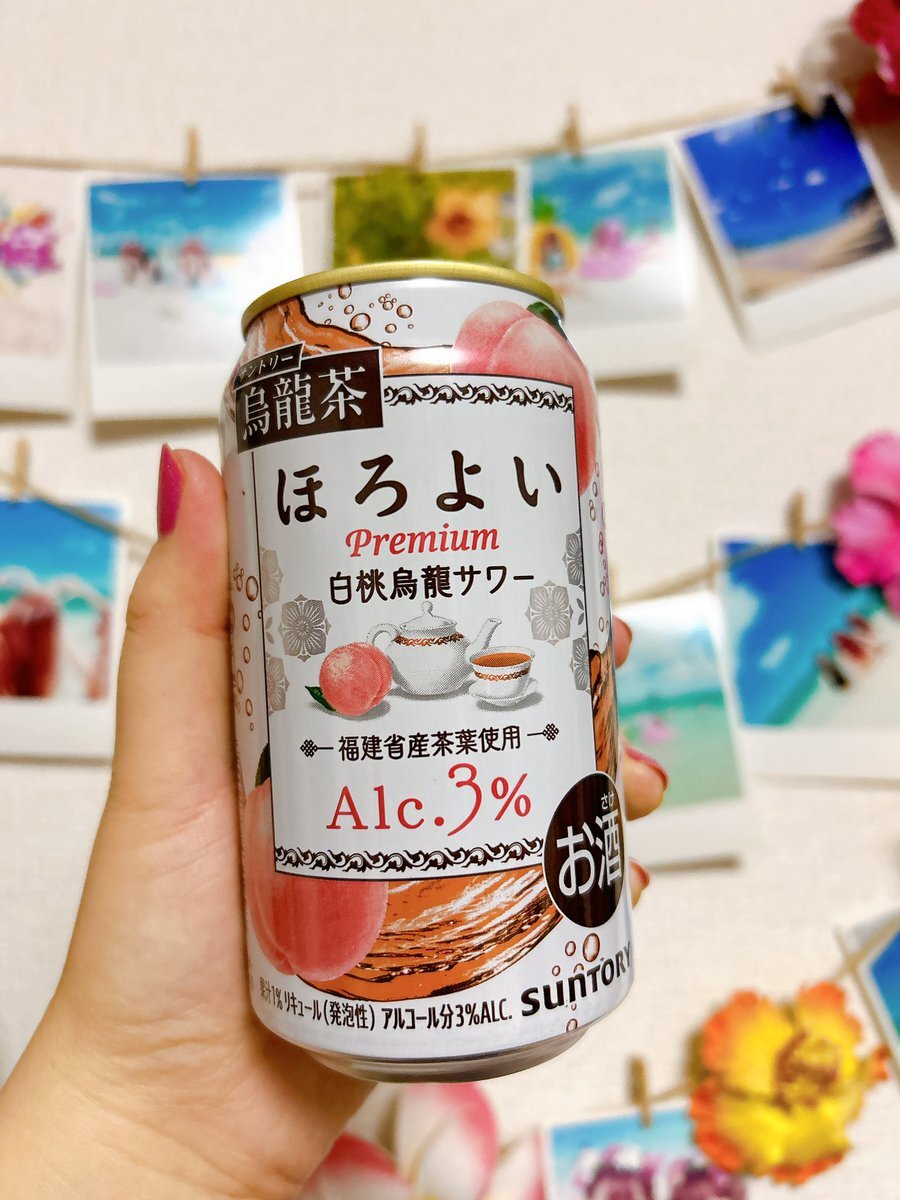 サントリー
烏龍茶
ほろよい
Premium
白桃烏龍サワー
福建省産茶葉使用
Alc.3%
さけ
お酒
果汁1% リキュール(発泡性) アルコール分3%ALC.
SUNTORY